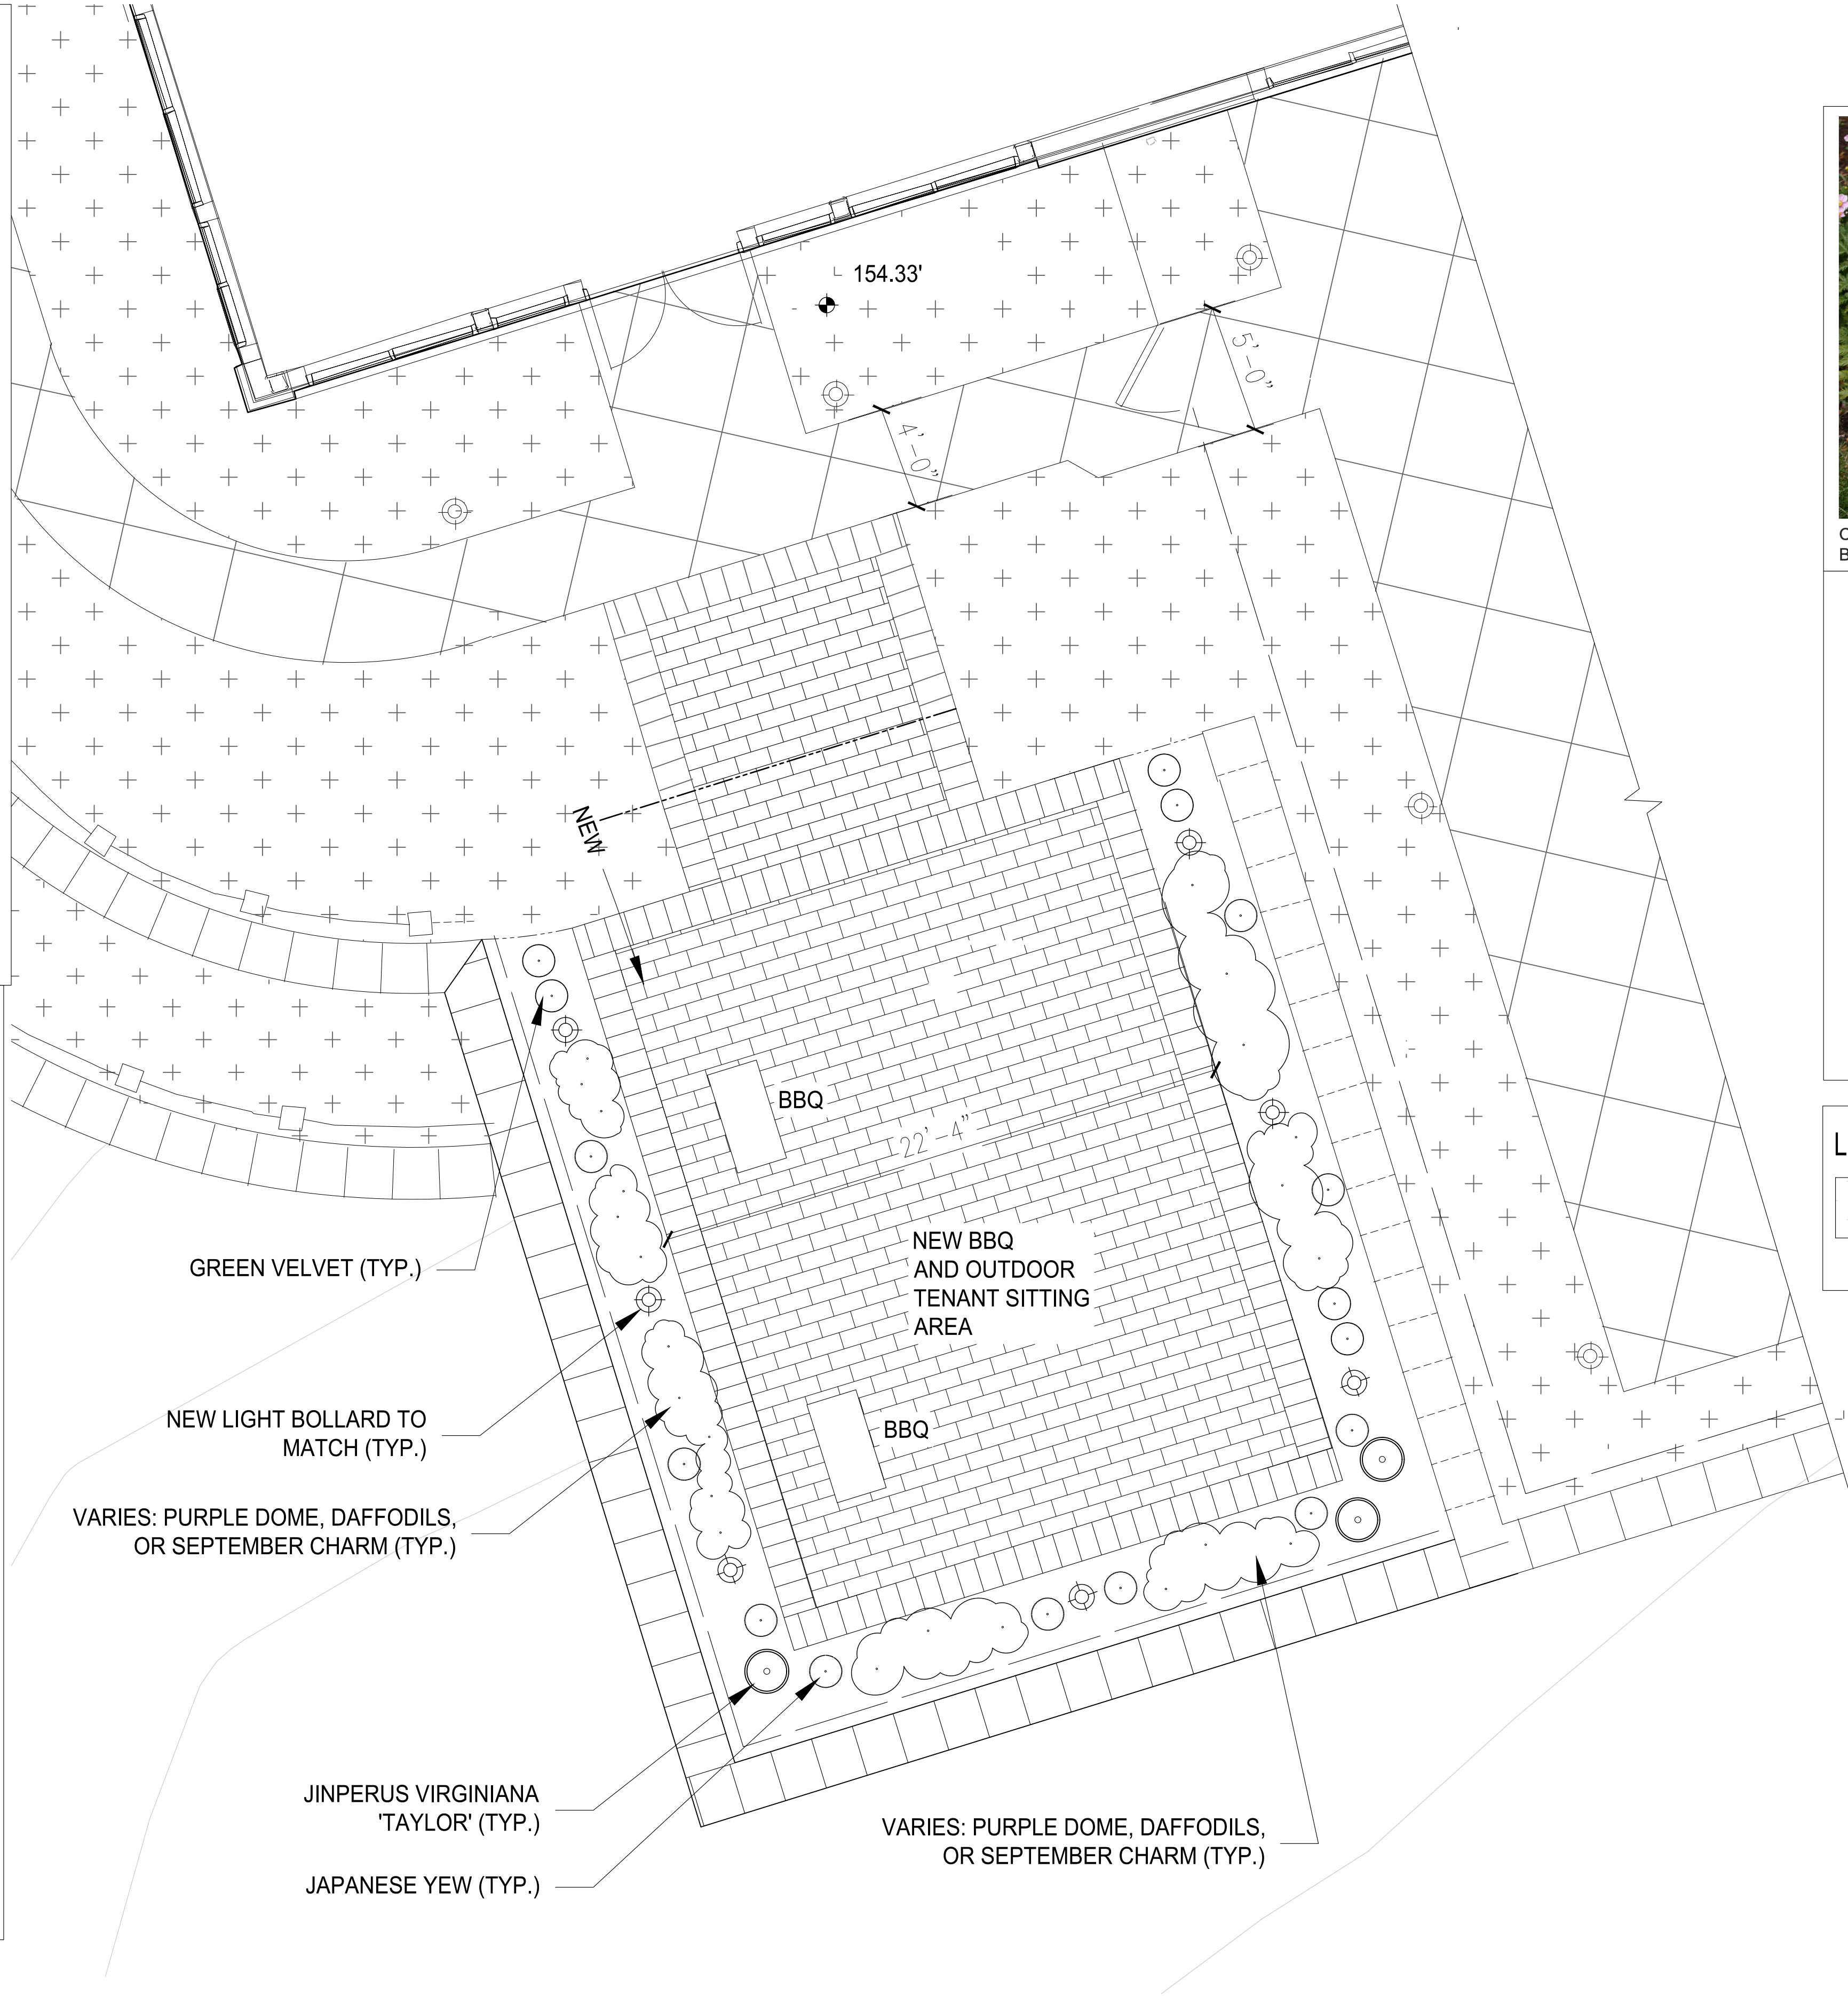 154.33'
5'-0"
4'-0"
NEW
BBQ
22'-4"
NEW BBQ
AND OUTDOOR
TENANT SITTING
AREA
BBQ
GREEN VELVET (TYP.)
NEW LIGHT BOLLARD TO
MATCH (TYP.)
VARIES: PURPLE DOME, DAFFODILS,
OR SEPTEMBER CHARM (TYP.)
JINPERUS VIRGINIANA
'TAYLOR' (TYP.)
JAPANESE YEW (TYP.)
VARIES: PURPLE DOME, DAFFODILS,
OR SEPTEMBER CHARM (TYP.)